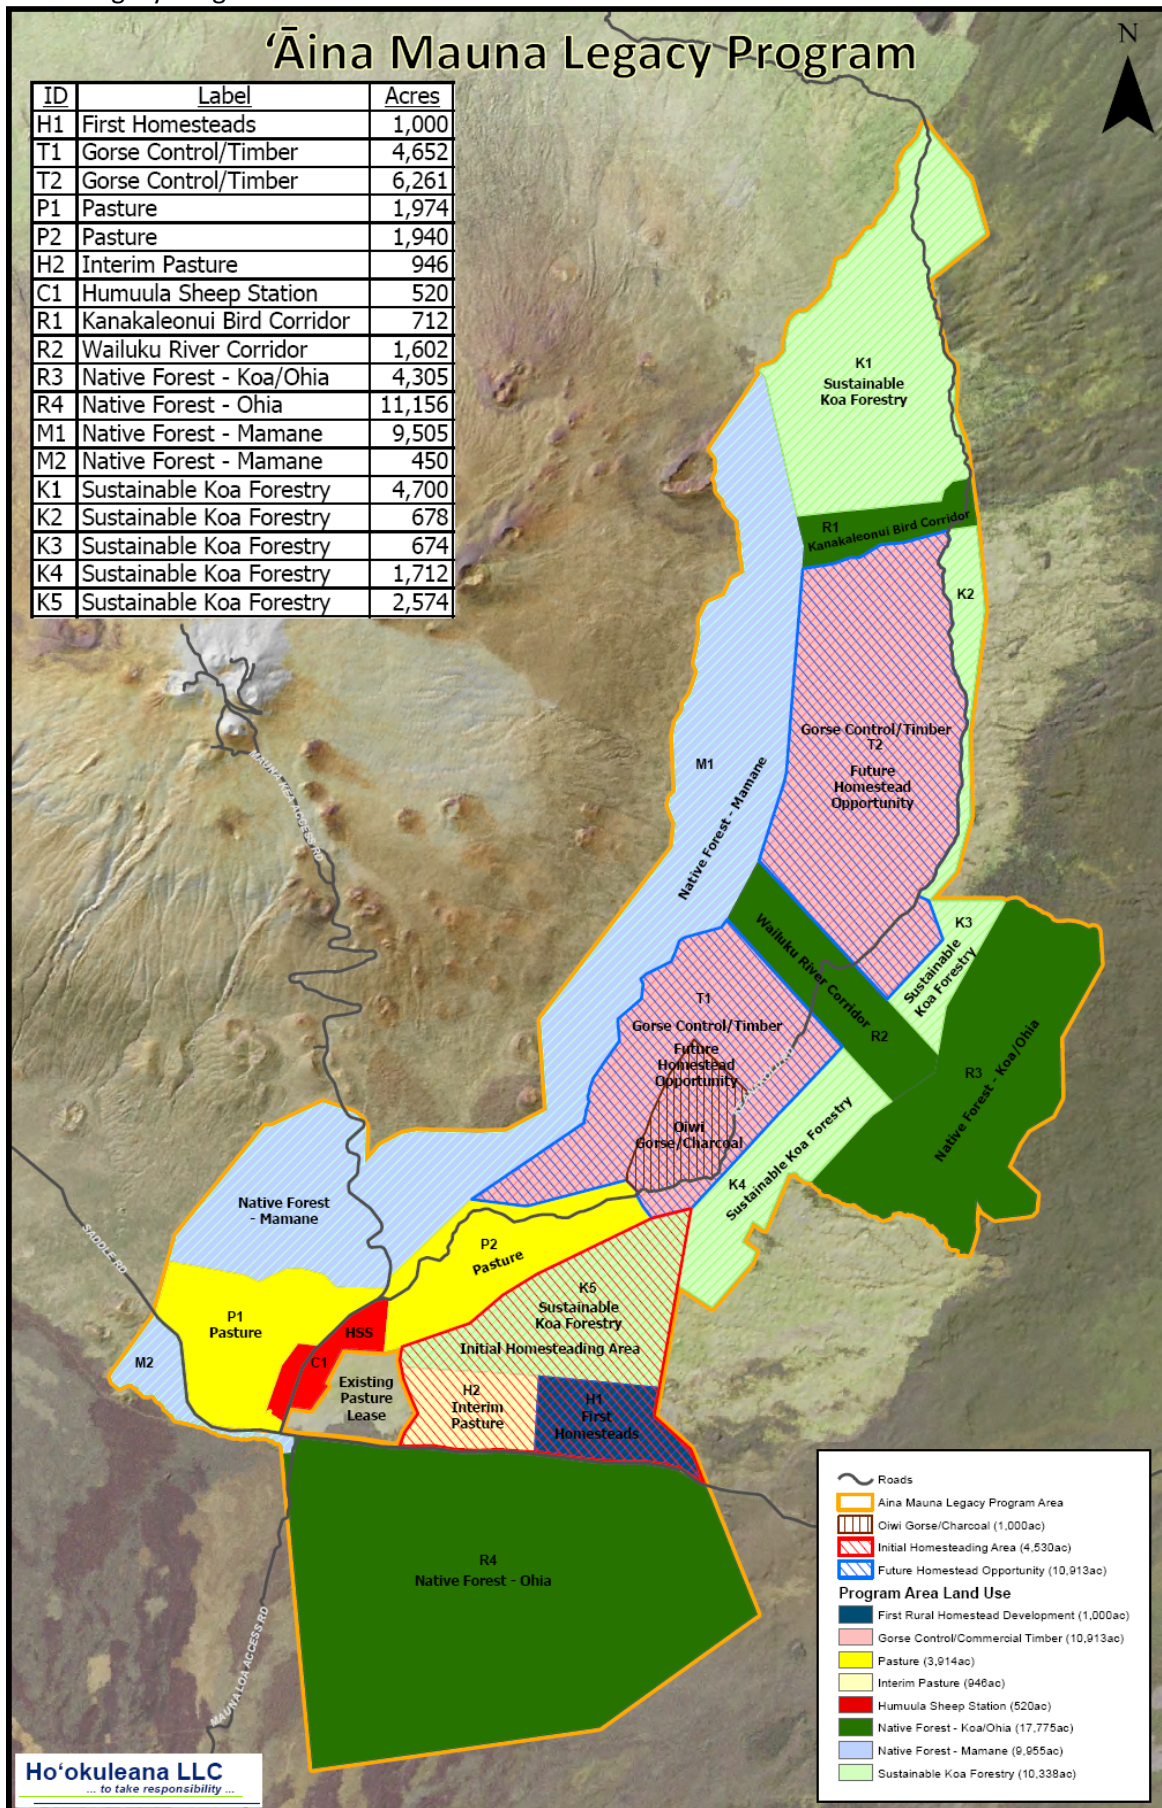 ʻĀina Mauna Legacy Program
N
ID Label Acres
H1 First Homesteads 1,000
T1 Gorse Control/Timber 4,652
T2 Gorse Control/Timber 6,261
P1 Pasture 1,974
P2 Pasture 1,940
H2 Interim Pasture 946
C1 Humuula Sheep Station 520
R1 Kanakaleonui Bird Corridor 712
R2 Wailuku River Corridor 1,602
R3 Native Forest - Koa/Ohia 4,305
R4 Native Forest - Ohia 11,156
M1 Native Forest - Mamane 9,505
M2 Native Forest - Mamane 450
K1 Sustainable Koa Forestry 4,700
K2 Sustainable Koa Forestry 678
K3 Sustainable Koa Forestry 674
K4 Sustainable Koa Forestry 1,712
K5 Sustainable Koa Forestry 2,574
K1
Sustainable
Koa Forestry
R1
Kanakaleonui Bird Corridor
K2
Gorse Control/Timber
T2
Future
Homestead
Opportunity
M1
Native Forest - Mamane
MAUNA KEA ACCESS RD
K3
Sustainable
Koa Forestry
Wailuku River Corridor
R2
T1
Gorse Control/Timber
Future
Homestead
Opportunity
Oiwi
Gorse/Charcoal
R3
Native Forest - Koa/Ohia
K4
Sustainable Koa Forestry
Native Forest
- Mamane
SADDLE RD
P2
Pasture
P1
Pasture
K5
Sustainable
Koa Forestry
Initial Homesteading Area
HSS
C1
M2
Existing
Pasture
Lease
H2
Interim
Pasture
H1
First
Homesteads
R4
Native Forest - Ohia
MAUNA LOA ACCESS RD
Roads
Aina Mauna Legacy Program Area
Oiwi Gorse/Charcoal (1,000ac)
Initial Homesteading Area (4,530ac)
Future Homestead Opportunity (10,913ac)
Program Area Land Use
First Rural Homestead Development (1,000ac)
Gorse Control/Commercial Timber (10,913ac)
Pasture (3,914ac)
Interim Pasture (946ac)
Humuula Sheep Station (520ac)
Native Forest - Koa/Ohia (17,775ac)
Native Forest - Mamane (9,955ac)
Sustainable Koa Forestry (10,338ac)
Hoʻokuleana LLC
... to take responsibility ...